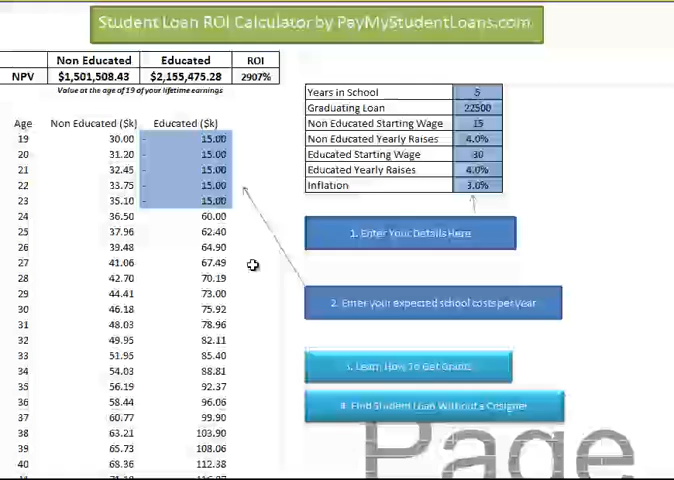 Student Loan ROI Calculator by PayMyStudentLoans.com
Non Educated Educated ROI
NPV $1,501,508.43 $2,155,475.28 2907%
Value at the age of 19 of your lifetime earnings
Years in School 5
Graduating Loan 22500
Non Educated Starting Wage 15
Non Educated Yearly Raises 4.0%
Educated Starting Wage 30
Educated Yearly Raises 4.0%
Inflation 3.0%
Age Non Educated ($k) Educated ($k)
19 30.00 - 15.00
20 31.20 - 15.00
21 32.45 - 15.00
22 33.75 - 15.00
23 35.10 - 15.00
24 36.50 60.00
25 37.96 62.40
26 39.48 64.90
27 41.06 67.49
28 42.70 70.19
29 44.41 73.00
30 46.18 75.92
31 48.03 78.96
32 49.95 82.11
33 51.95 85.40
34 54.03 88.81
35 56.19 92.37
36 58.44 96.06
37 60.77 99.90
38 63.21 103.90
39 65.73 108.06
40 68.36 112.38
1. Enter Your Details Here
2. Enter your expected school costs per year
3. Learn How To Get Grants
4. Find Student Loan Without a Cosigner
Page